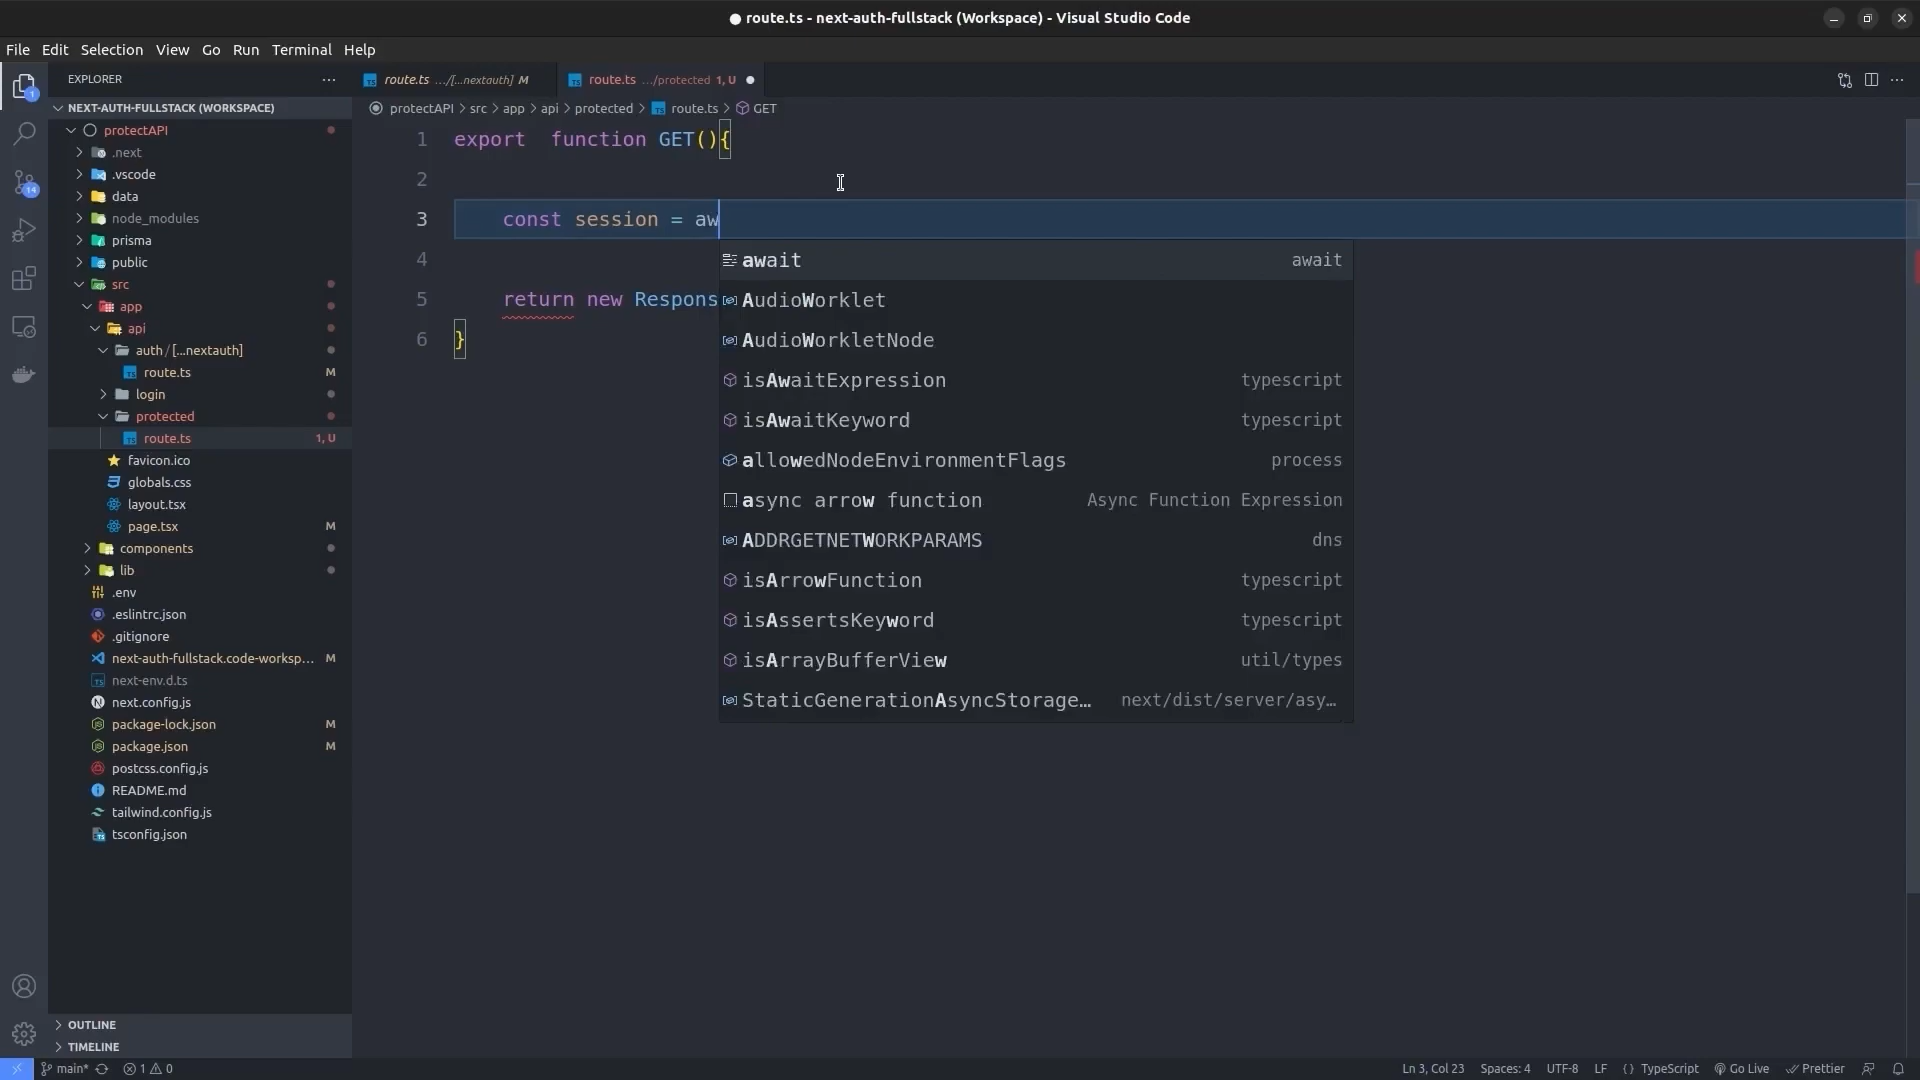 route.ts - next-auth-fullstack (Workspace) - Visual Studio Code
File Edit Selection View Go Run Terminal Help
EXPLORER
route.ts .../[...nextauth] M
route.ts .../protected 1, U
NEXT-AUTH-FULLSTACK (WORKSPACE)
protectAPI > src > app > api > protected > route.ts > GET
protectAPI
.next
.vscode
data
node_modules
prisma
public
src
app
api
auth / [...nextauth]
route.ts M
login
protected
route.ts 1, U
favicon.ico
globals.css
layout.tsx
page.tsx M
components
lib
.env
.eslintrc.json
.gitignore
next-auth-fullstack.code-worksp... M
next-env.d.ts
next.config.js
package-lock.json M
package.json M
postcss.config.js
README.md
tailwind.config.js
tsconfig.json
OUTLINE
TIMELINE
1
14
1 export  function GET(){
2
3 const session = aw
4
5 return new Respons
6 }
await await
AudioWorklet
AudioWorkletNode
isAwaitExpression typescript
isAwaitKeyword typescript
allowedNodeEnvironmentFlags process
async arrow function Async Function Expression
ADDRGETNETWORKPARAMS dns
isArrowFunction typescript
isAssertsKeyword typescript
isArrayBufferView util/types
StaticGenerationAsyncStorage… next/dist/server/asy…
main* 1 0
Ln 3, Col 23 Spaces: 4 UTF-8 LF {} TypeScript Go Live Prettier